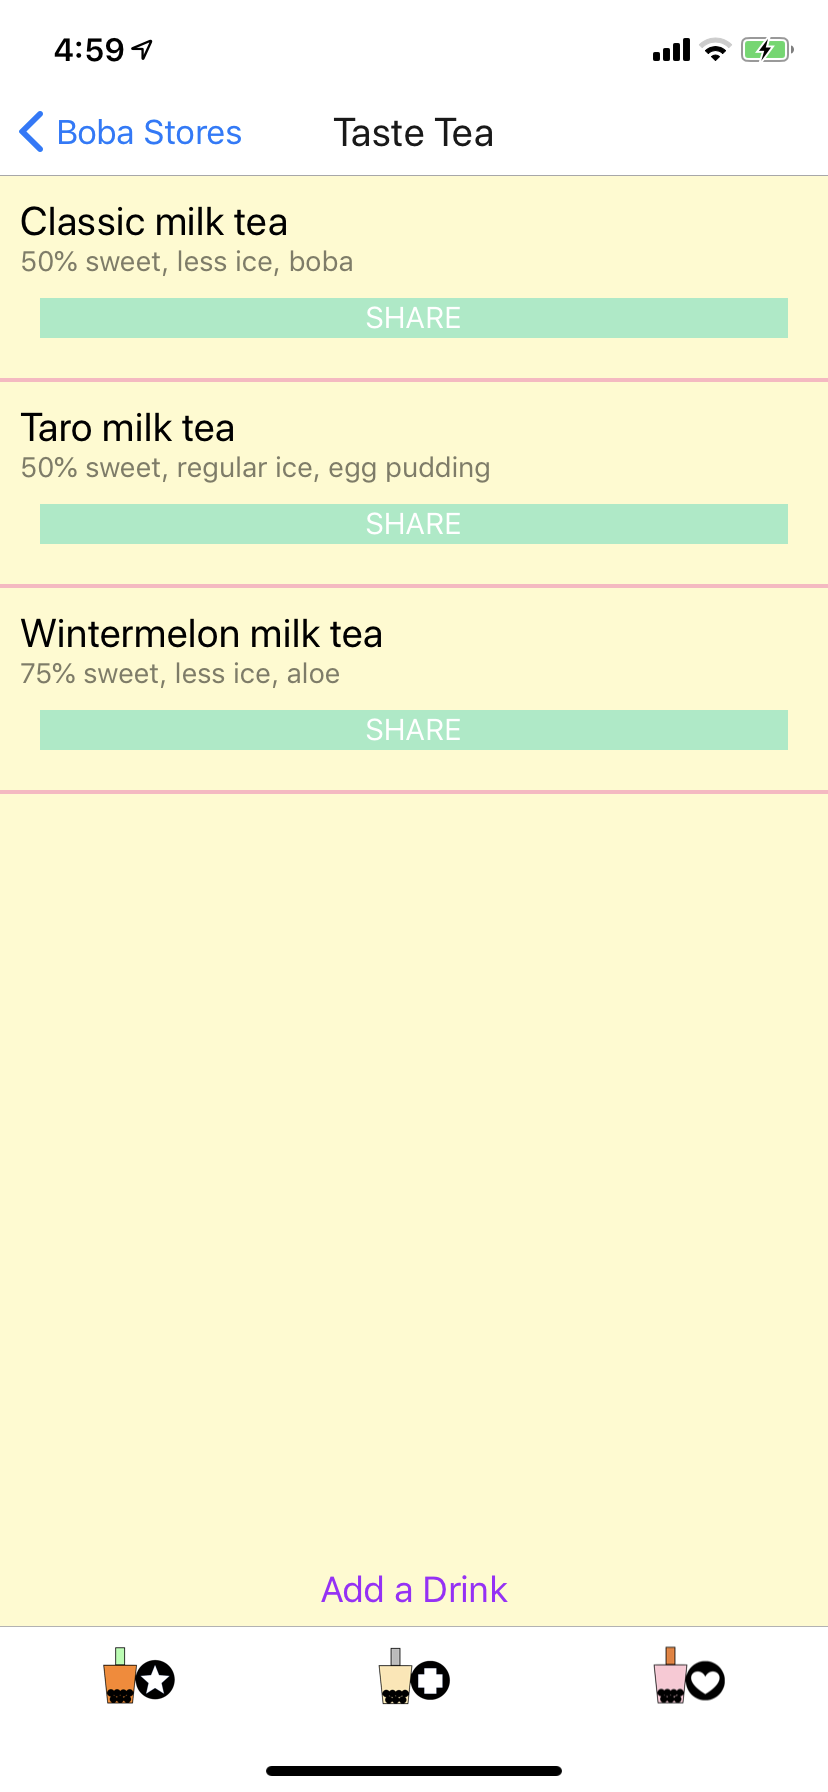 4:59
Boba Stores
Taste Tea
Classic milk tea
50% sweet, less ice, boba
SHARE
Taro milk tea
50% sweet, regular ice, egg pudding
SHARE
Wintermelon milk tea
75% sweet, less ice, aloe
SHARE
Add a Drink